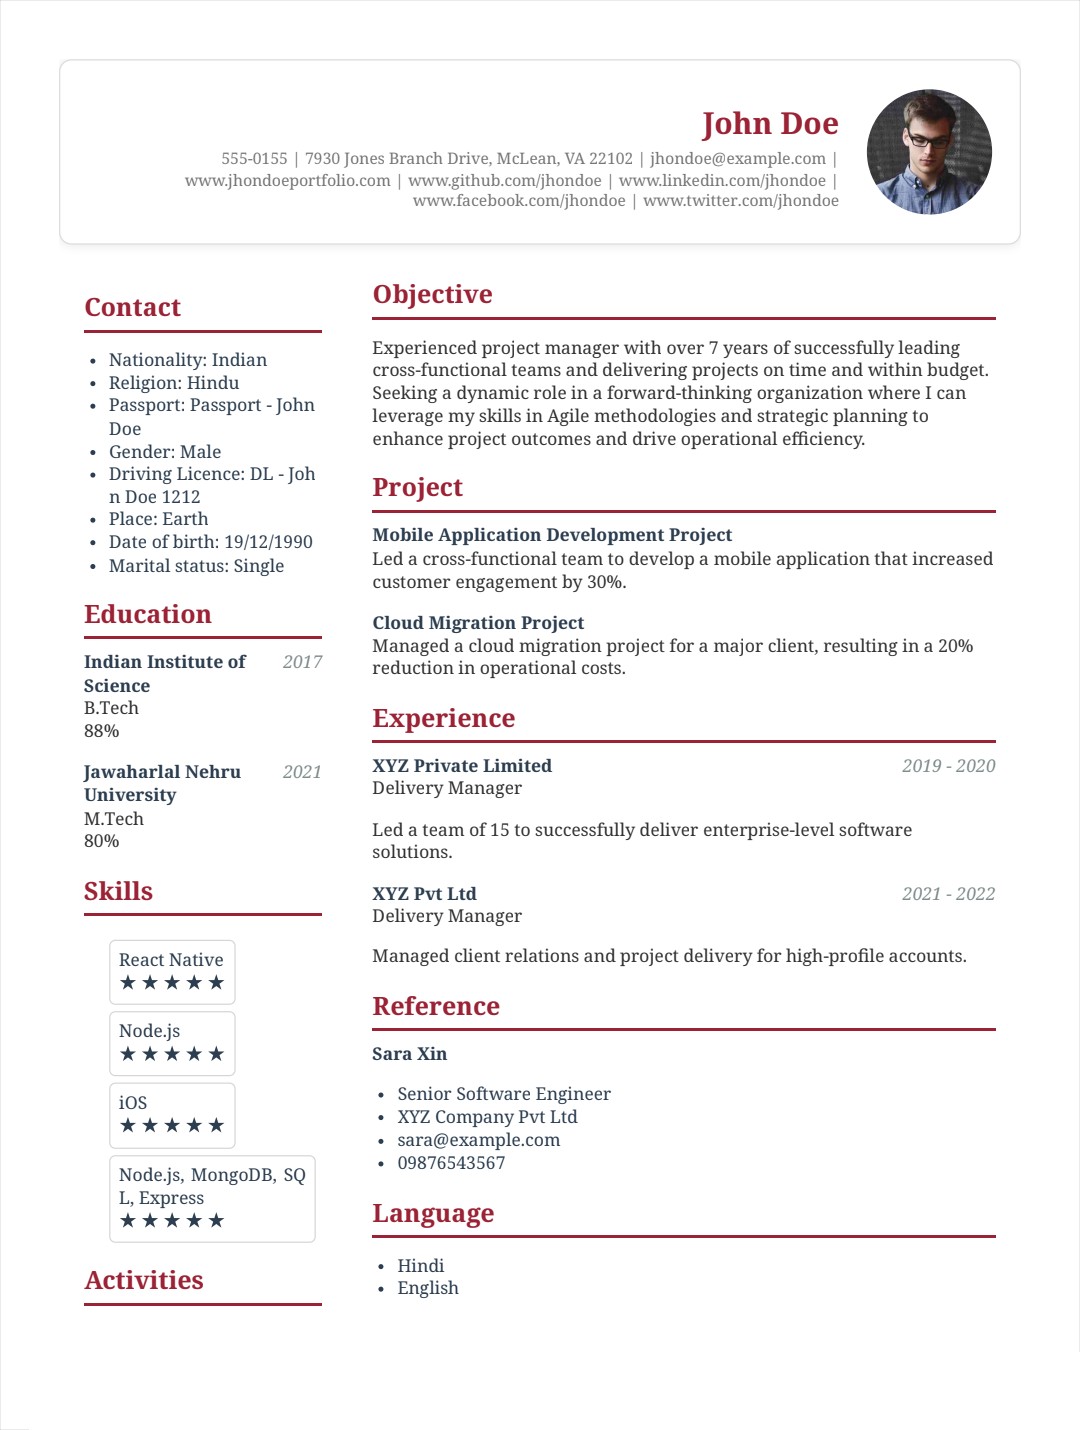 John Doe
555-0155 | 7930 Jones Branch Drive, McLean, VA 22102 | jhondoe@example.com |
www.jhondoeportfolio.com | www.github.com/jhondoe | www.linkedin.com/jhondoe |
www.facebook.com/jhondoe | www.twitter.com/jhondoe
Contact
• Nationality: Indian
• Religion: Hindu
• Passport: Passport - John
Doe
• Gender: Male
• Driving Licence: DL - Joh
n Doe 1212
• Place: Earth
• Date of birth: 19/12/1990
• Marital status: Single
Education
Indian Institute of 2017
Science
B.Tech
88%
Jawaharlal Nehru 2021
University
M.Tech
80%
Skills
React Native
★ ★ ★ ★ ★
Node.js
★ ★ ★ ★ ★
iOS
★ ★ ★ ★ ★
Node.js, MongoDB, SQ
L, Express
★ ★ ★ ★ ★
Activities
Objective
Experienced project manager with over 7 years of successfully leading
cross-functional teams and delivering projects on time and within budget.
Seeking a dynamic role in a forward-thinking organization where I can
leverage my skills in Agile methodologies and strategic planning to
enhance project outcomes and drive operational efficiency.
Project
Mobile Application Development Project
Led a cross-functional team to develop a mobile application that increased
customer engagement by 30%.
Cloud Migration Project
Managed a cloud migration project for a major client, resulting in a 20%
reduction in operational costs.
Experience
XYZ Private Limited 2019 - 2020
Delivery Manager
Led a team of 15 to successfully deliver enterprise-level software
solutions.
XYZ Pvt Ltd 2021 - 2022
Delivery Manager
Managed client relations and project delivery for high-profile accounts.
Reference
Sara Xin
• Senior Software Engineer
• XYZ Company Pvt Ltd
• sara@example.com
• 09876543567
Language
• Hindi
• English